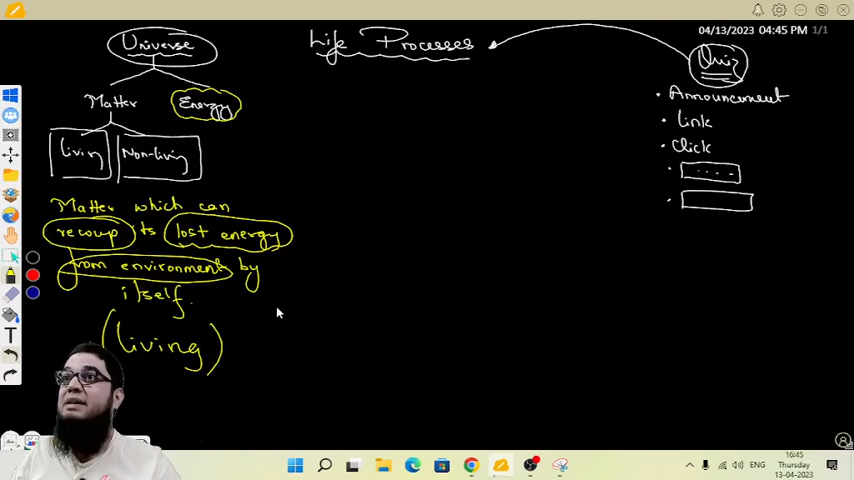 04/13/2023 04:45 PM 1/1
Universe
Life Processes
Quiz
Matter
Energy
Living
Non-living
• Announcement
• Link
• Click
• ....
•
Matter which can
recoup its lost energy
from environment by
itself.
(living)
T
ENG
16:45
Thursday
13-04-2023